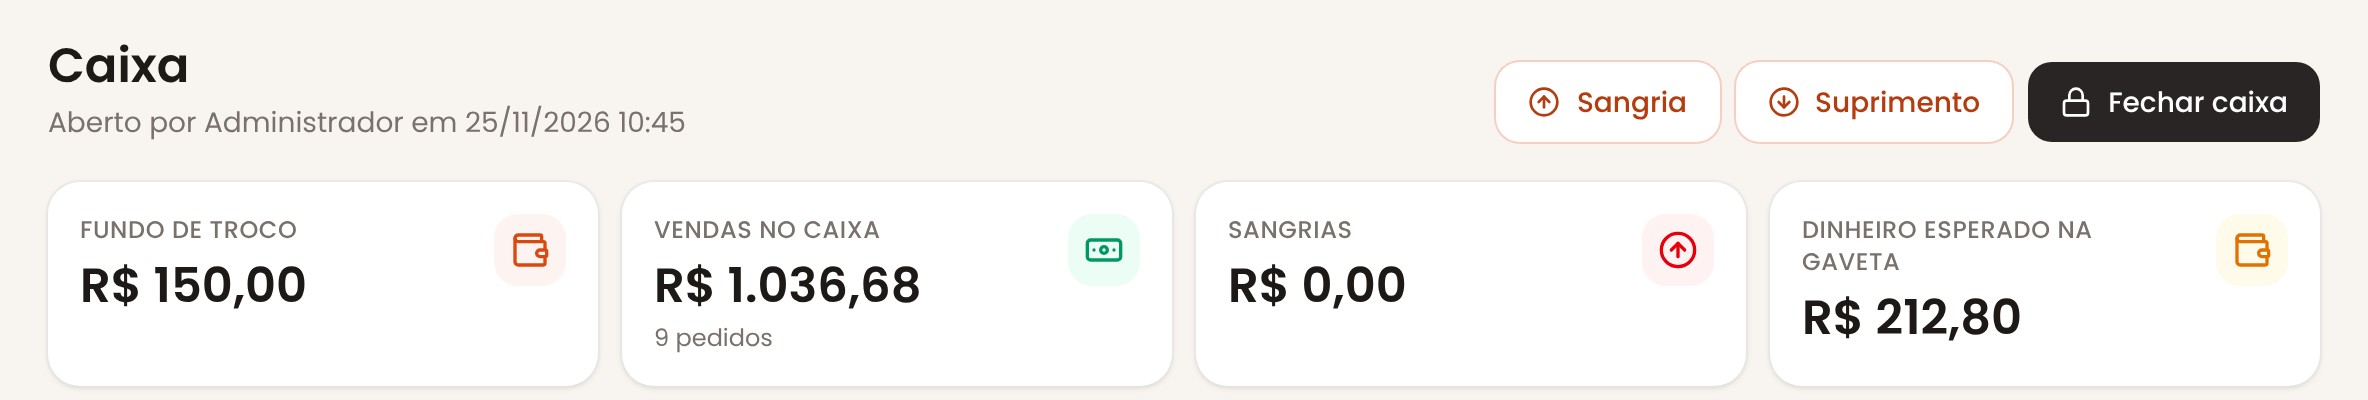 Caixa
Aberto por Administrador em 25/11/2026 10:45
Sangria
Suprimento
Fechar caixa
FUNDO DE TROCO
R$ 150,00
VENDAS NO CAIXA
R$ 1.036,68
9 pedidos
SANGRIAS
R$ 0,00
DINHEIRO ESPERADO NA
GAVETA
R$ 212,80